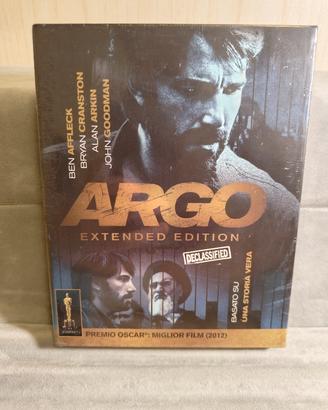 BEN AFFLECK
BRYAN CRANSTON
ALAN ARKIN
JOHN GOODMAN
ARGO
EXTENDED EDITION
DECLASSIFIED
BASATO SU
UNA STORIA VERA
PREMIO OSCAR®: MIGLIOR FILM (2012)